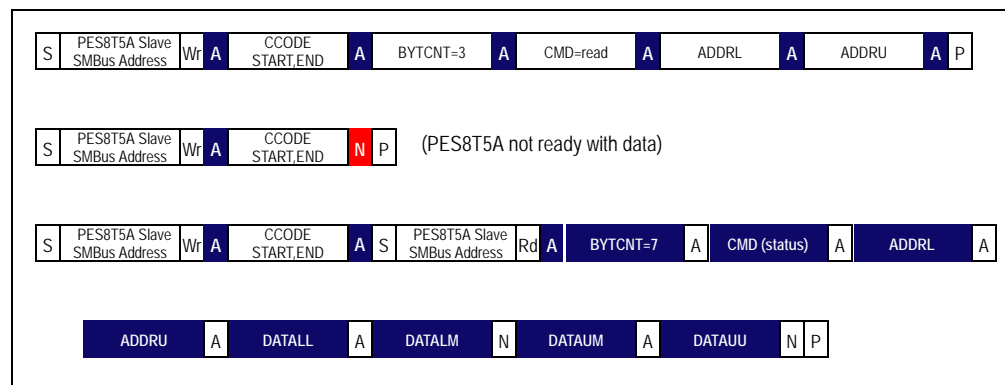 S PES8T5A Slave SMBus Address Wr A CCODE START,END A BYTCNT=3 A CMD=read A ADDRL A ADDRU A P
S PES8T5A Slave SMBus Address Wr A CCODE START,END N P (PES8T5A not ready with data)
S PES8T5A Slave SMBus Address Wr A CCODE START,END A S PES8T5A Slave SMBus Address Rd A BYTCNT=7 A CMD (status) A ADDRL A
ADDRU A DATALL A DATALM N DATAUM A DATAUU N P